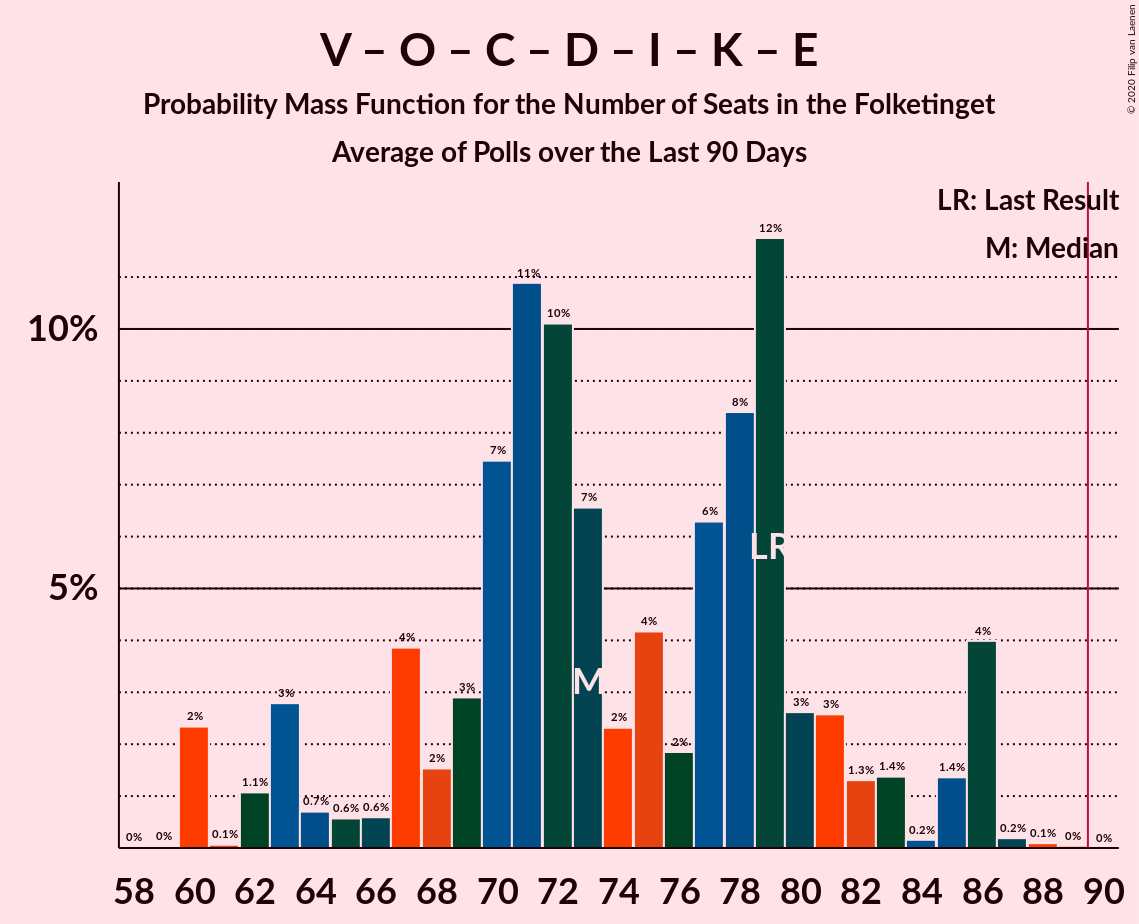 V – O – C – D – I – K – E
Probability Mass Function for the Number of Seats in the Folketinget
Average of Polls over the Last 90 Days
© 2020 Filip van Laenen
LR: Last Result
M: Median
10%
5%
0% 0% 2% 0.1% 1.1% 3% 0.7% 0.6% 0.6% 4% 2% 3% 7% 11% 10% 7% 2% 4% 2% 6% 8% 12% 3% 3% 1.3% 1.4% 0.2% 1.4% 4% 0.2% 0.1% 0% 0%
LR
M
58 60 62 64 66 68 70 72 74 76 78 80 82 84 86 88 90